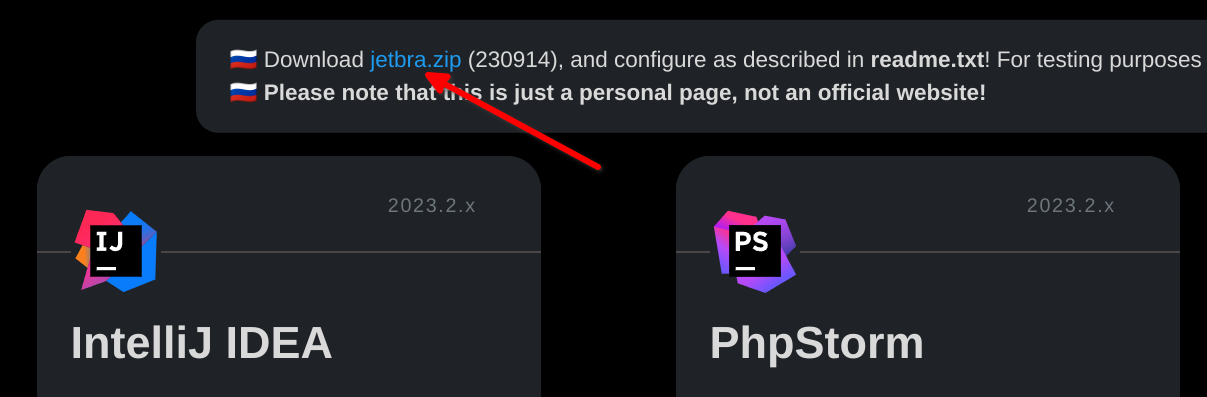 🇷🇺 Download jetbra.zip (230914), and configure as described in readme.txt! For testing purposes
🇷🇺 Please note that this is just a personal page, not an official website!
2023.2.x
2023.2.x
IJ
PS
IntelliJ IDEA
PhpStorm